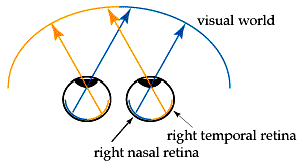 visual world
right temporal retina
right nasal retina